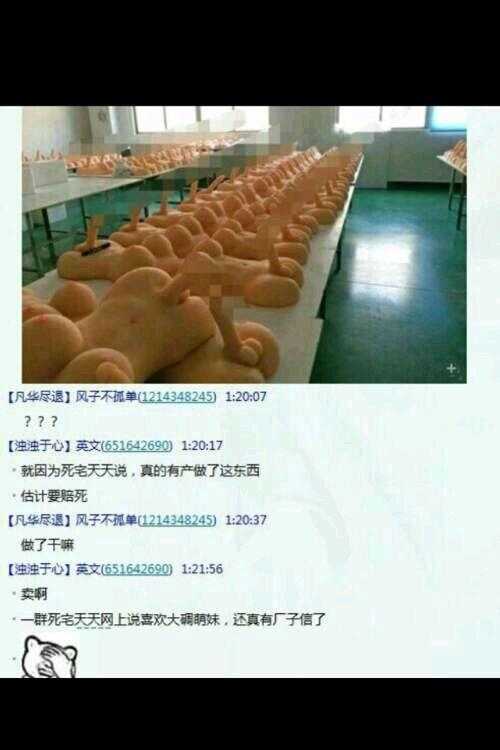 【凡华尽退】风子不孤单(1214348245) 1:20:07
？？？
【浊浊于心】英文(651642690) 1:20:17
就因为死宅天天说，真的有产做了这东西
估计要赔死
【凡华尽退】风子不孤单(1214348245) 1:20:37
做了干嘛
【浊浊于心】英文(651642690) 1:21:56
卖啊
一群死宅天天网上说喜欢大碉萌妹，还真有厂子信了